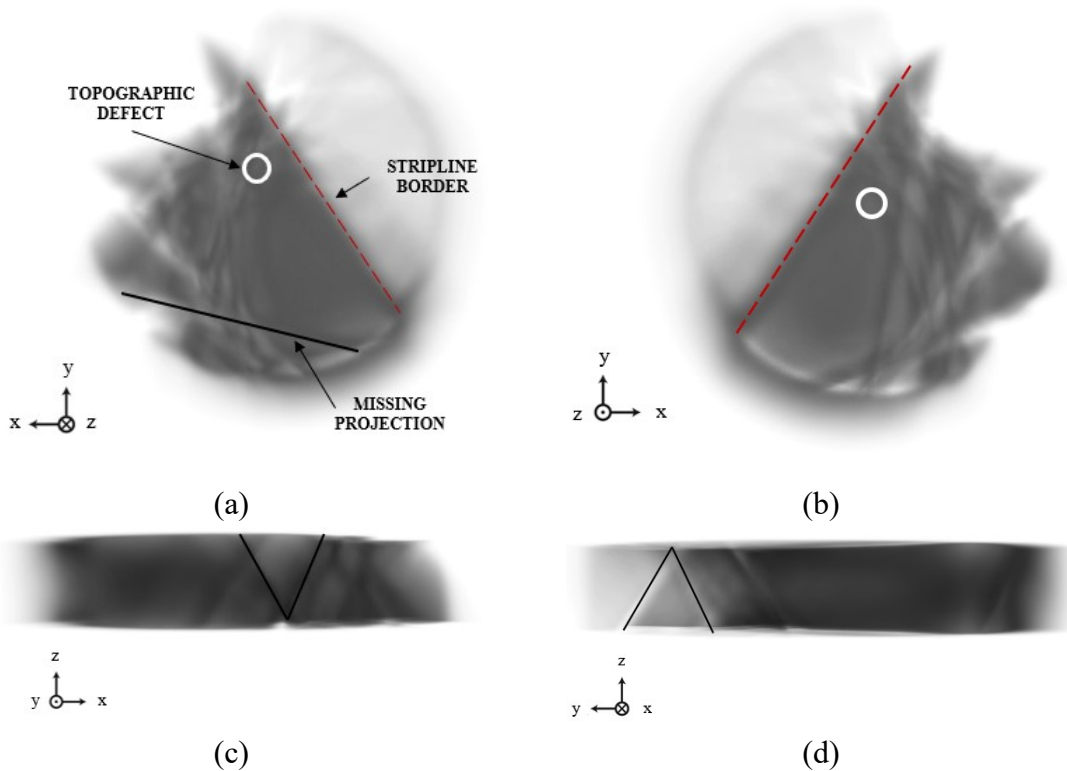 TOPOGRAPHIC
DEFECT
STRIPLINE
BORDER
MISSING
PROJECTION
y
x
z
y
z
x
(a)
(b)
z
y
x
z
y
x
(c)
(d)